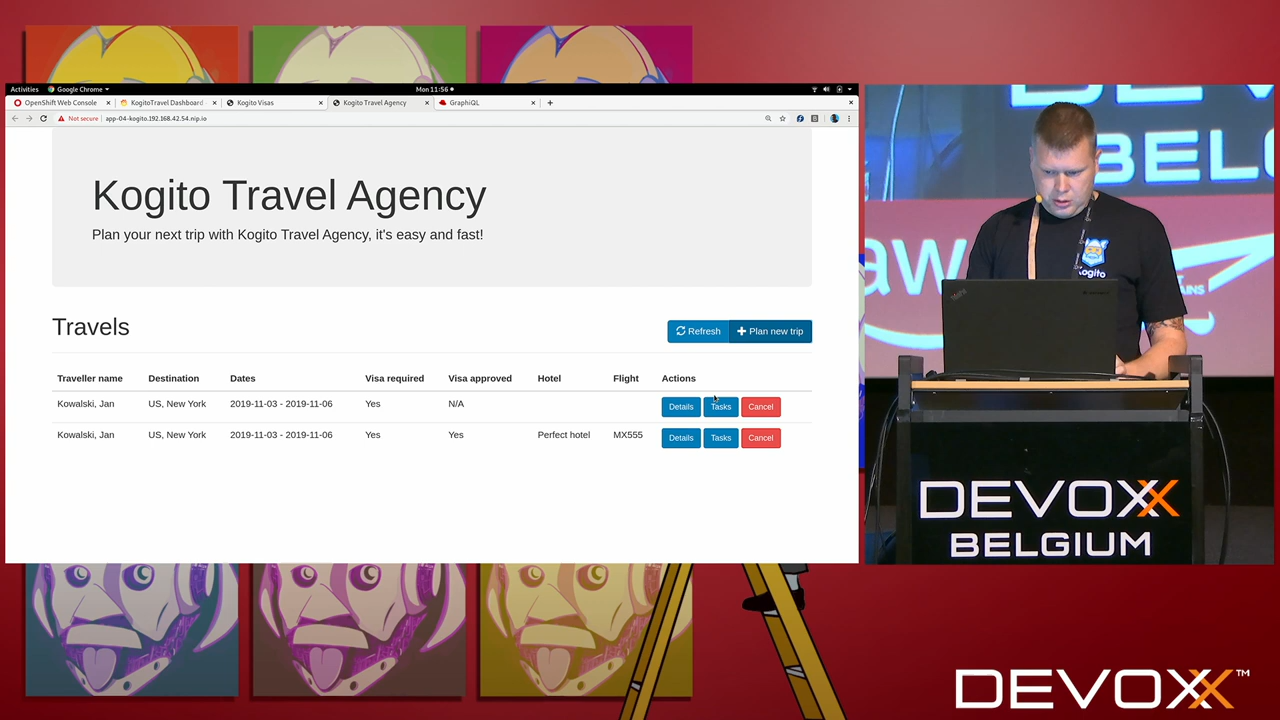 Activities Google Chrome Mon 11:56
OpenShift Web Console KogitoTravel Dashboard Kogito Visas Kogito Travel Agency GraphiQL
Not secure app-04-kogito.192.168.42.54.nip.io
Kogito Travel Agency
Plan your next trip with Kogito Travel Agency, it's easy and fast!
Travels
Refresh Plan new trip
Traveller name Destination Dates Visa required Visa approved Hotel Flight Actions
Kowalski, Jan US, New York 2019-11-03 - 2019-11-06 Yes N/A Details Tasks Cancel
Kowalski, Jan US, New York 2019-11-03 - 2019-11-06 Yes Yes Perfect hotel MX555 Details Tasks Cancel
BELG
aw
ogito
DEVOXX
BELGIUM
DEVOXX™